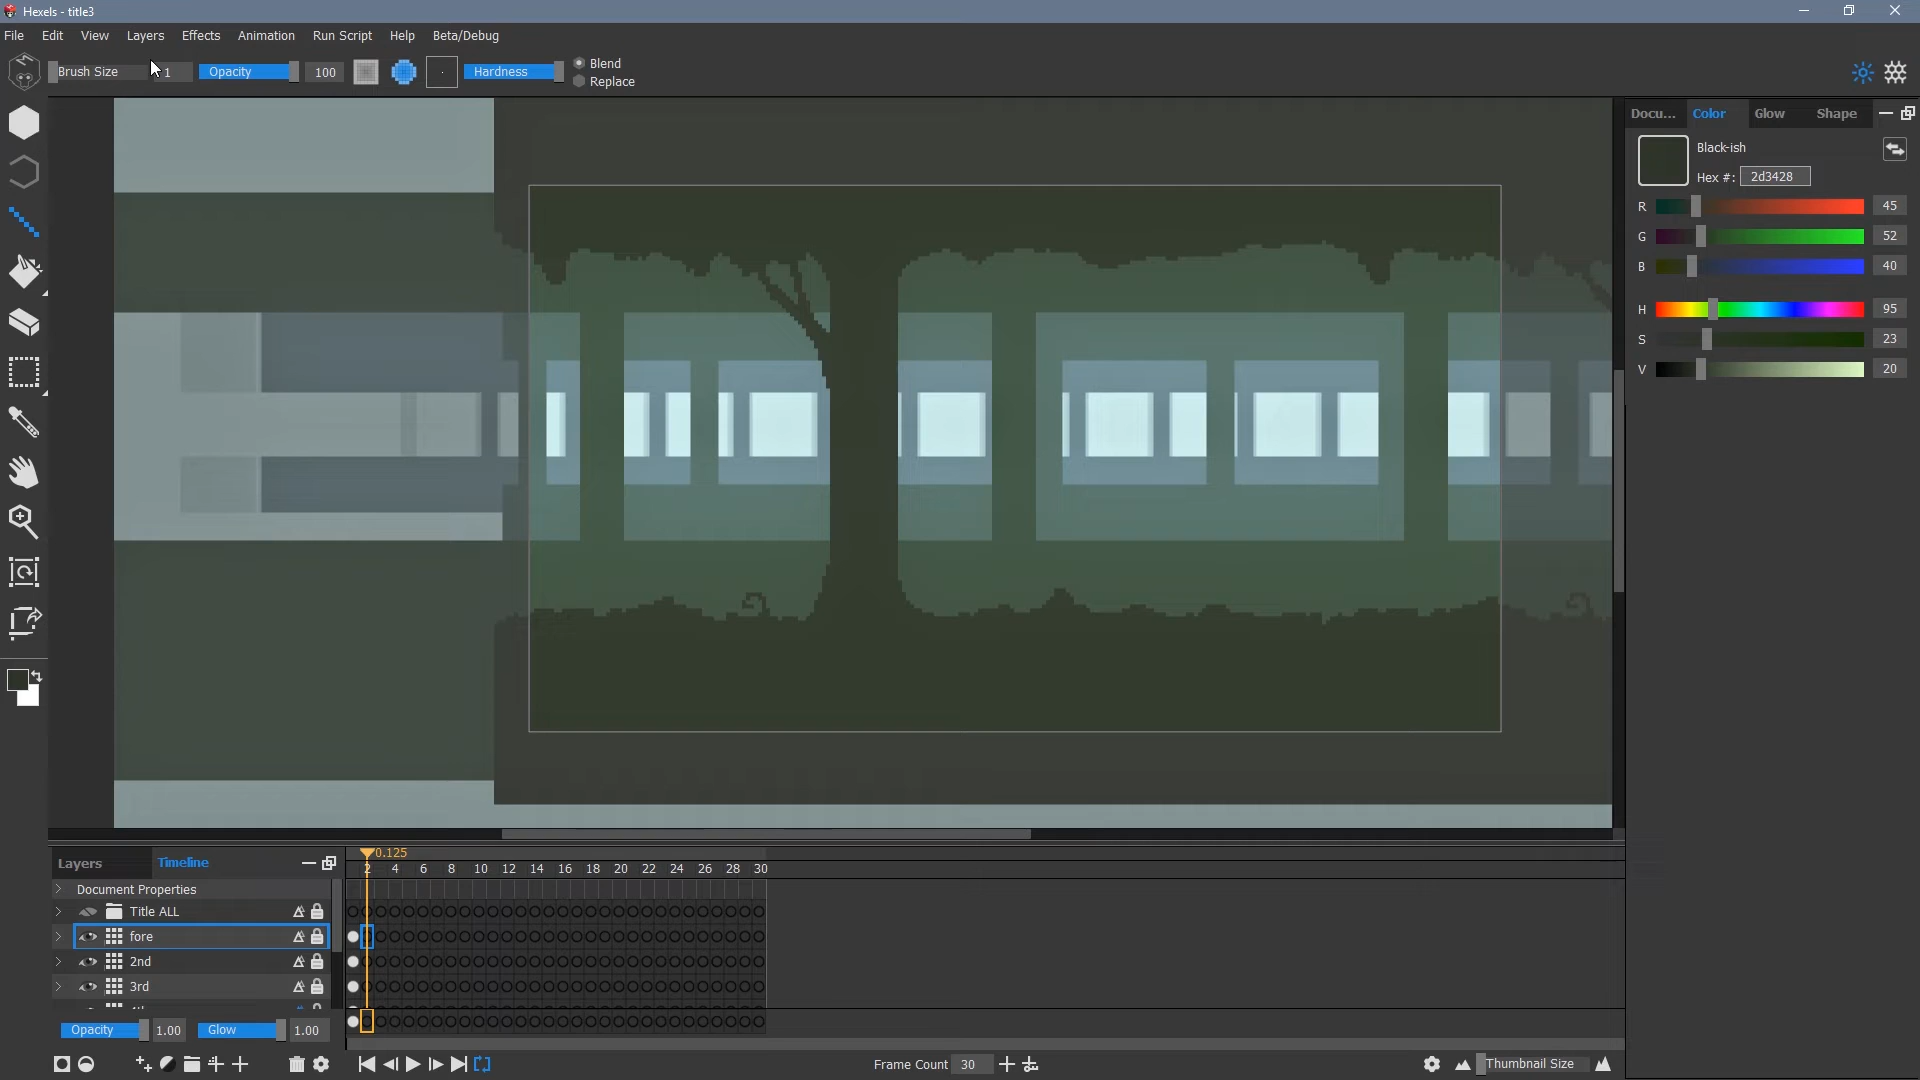 Hexels - title3
File Edit View Layers Effects Animation Run Script Help Beta/Debug
Brush Size 1 Opacity 100 Hardness Blend
Replace
Docu... Color Glow Shape
Black-ish
Hex #: 2d3428
R 45
G 52
B 40
H 95
S 23
V 20
Layers Timeline
0.125
2 4 6 8 10 12 14 16 18 20 22 24 26 28 30
Document Properties
Title ALL
fore
2nd
3rd
Opacity 1.00 Glow 1.00
Frame Count 30 Thumbnail Size